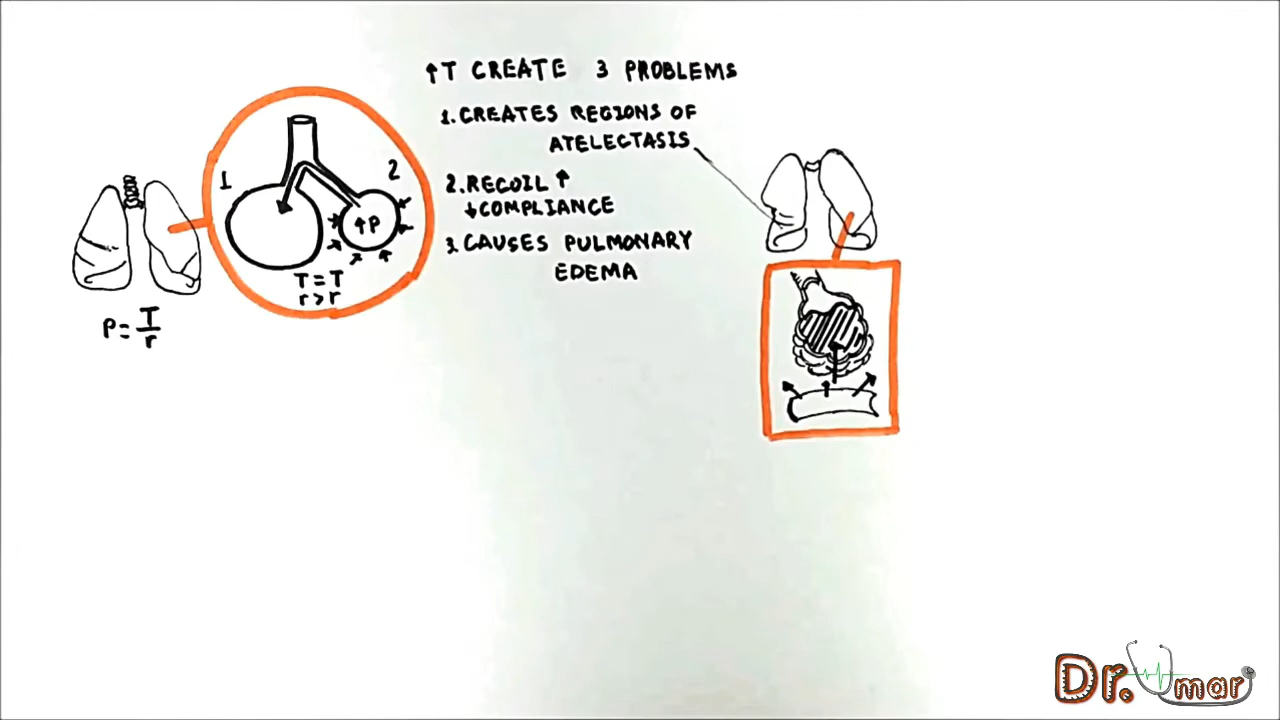 ↑T CREATE 3 PROBLEMS
1. CREATES REGIONS OF
ATELECTASIS
2. RECOIL ↑
↓COMPLIANCE
3. CAUSES PULMONARY
EDEMA
1
2
↑P
T = T
r > r
P = T/r
Dr. Umar